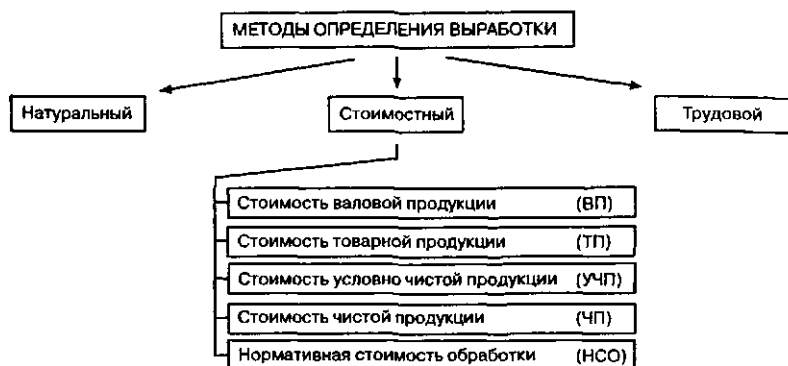 МЕТОДЫ ОПРЕДЕЛЕНИЯ ВЫРАБОТКИ
Натуральный
Стоимостный
Трудовой
Стоимость валовой продукции (ВП)
Стоимость товарной продукции (ТП)
Стоимость условно чистой продукции (УЧП)
Стоимость чистой продукции (ЧП)
Нормативная стоимость обработки (НСО)